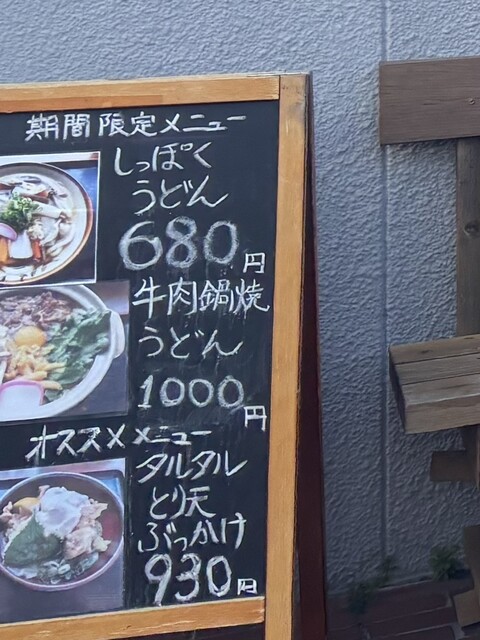 期間限定メニュー
しっぽく
うどん
680円
牛肉鍋焼
うどん
1000円
オススメメニュー
タルタル
とり天
ぶっかけ
930円